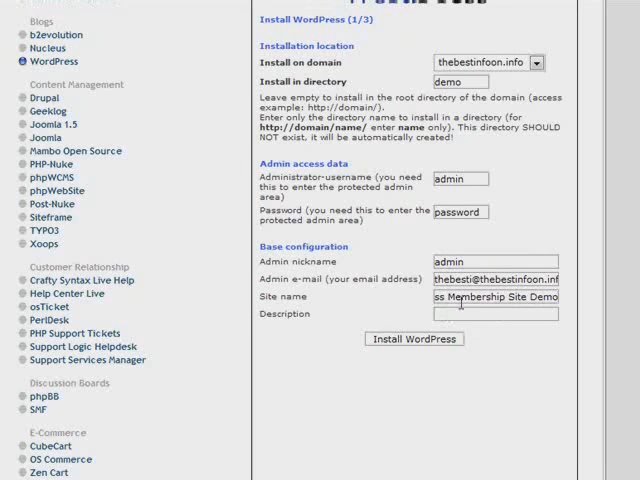 Blogs
b2evolution
Nucleus
WordPress
Content Management
Drupal
Geeklog
Joomla 1.5
Joomla
Mambo Open Source
PHP-Nuke
phpWCMS
phpWebSite
Post-Nuke
Siteframe
TYPO3
Xoops
Customer Relationship
Crafty Syntax Live Help
Help Center Live
osTicket
PerlDesk
PHP Support Tickets
Support Logic Helpdesk
Support Services Manager
Discussion Boards
phpBB
SMF
E-Commerce
CubeCart
OS Commerce
Zen Cart
Install WordPress (1/3)
Installation location
Install on domain thebestinfoon.info
Install in directory demo
Leave empty to install in the root directory of the domain (access
example: http://domain/).
Enter only the directory name to install in a directory (for
http://domain/name/ enter name only). This directory SHOULD
NOT exist, it will be automatically created!
Admin access data
Administrator-username (you need admin
this to enter the protected admin
area)
Password (you need this to enter the password
protected admin area)
Base configuration
Admin nickname admin
Admin e-mail (your email address) thebesti@thebestinfoon.inf
Site name ss Membership Site Demo
Description
Install WordPress